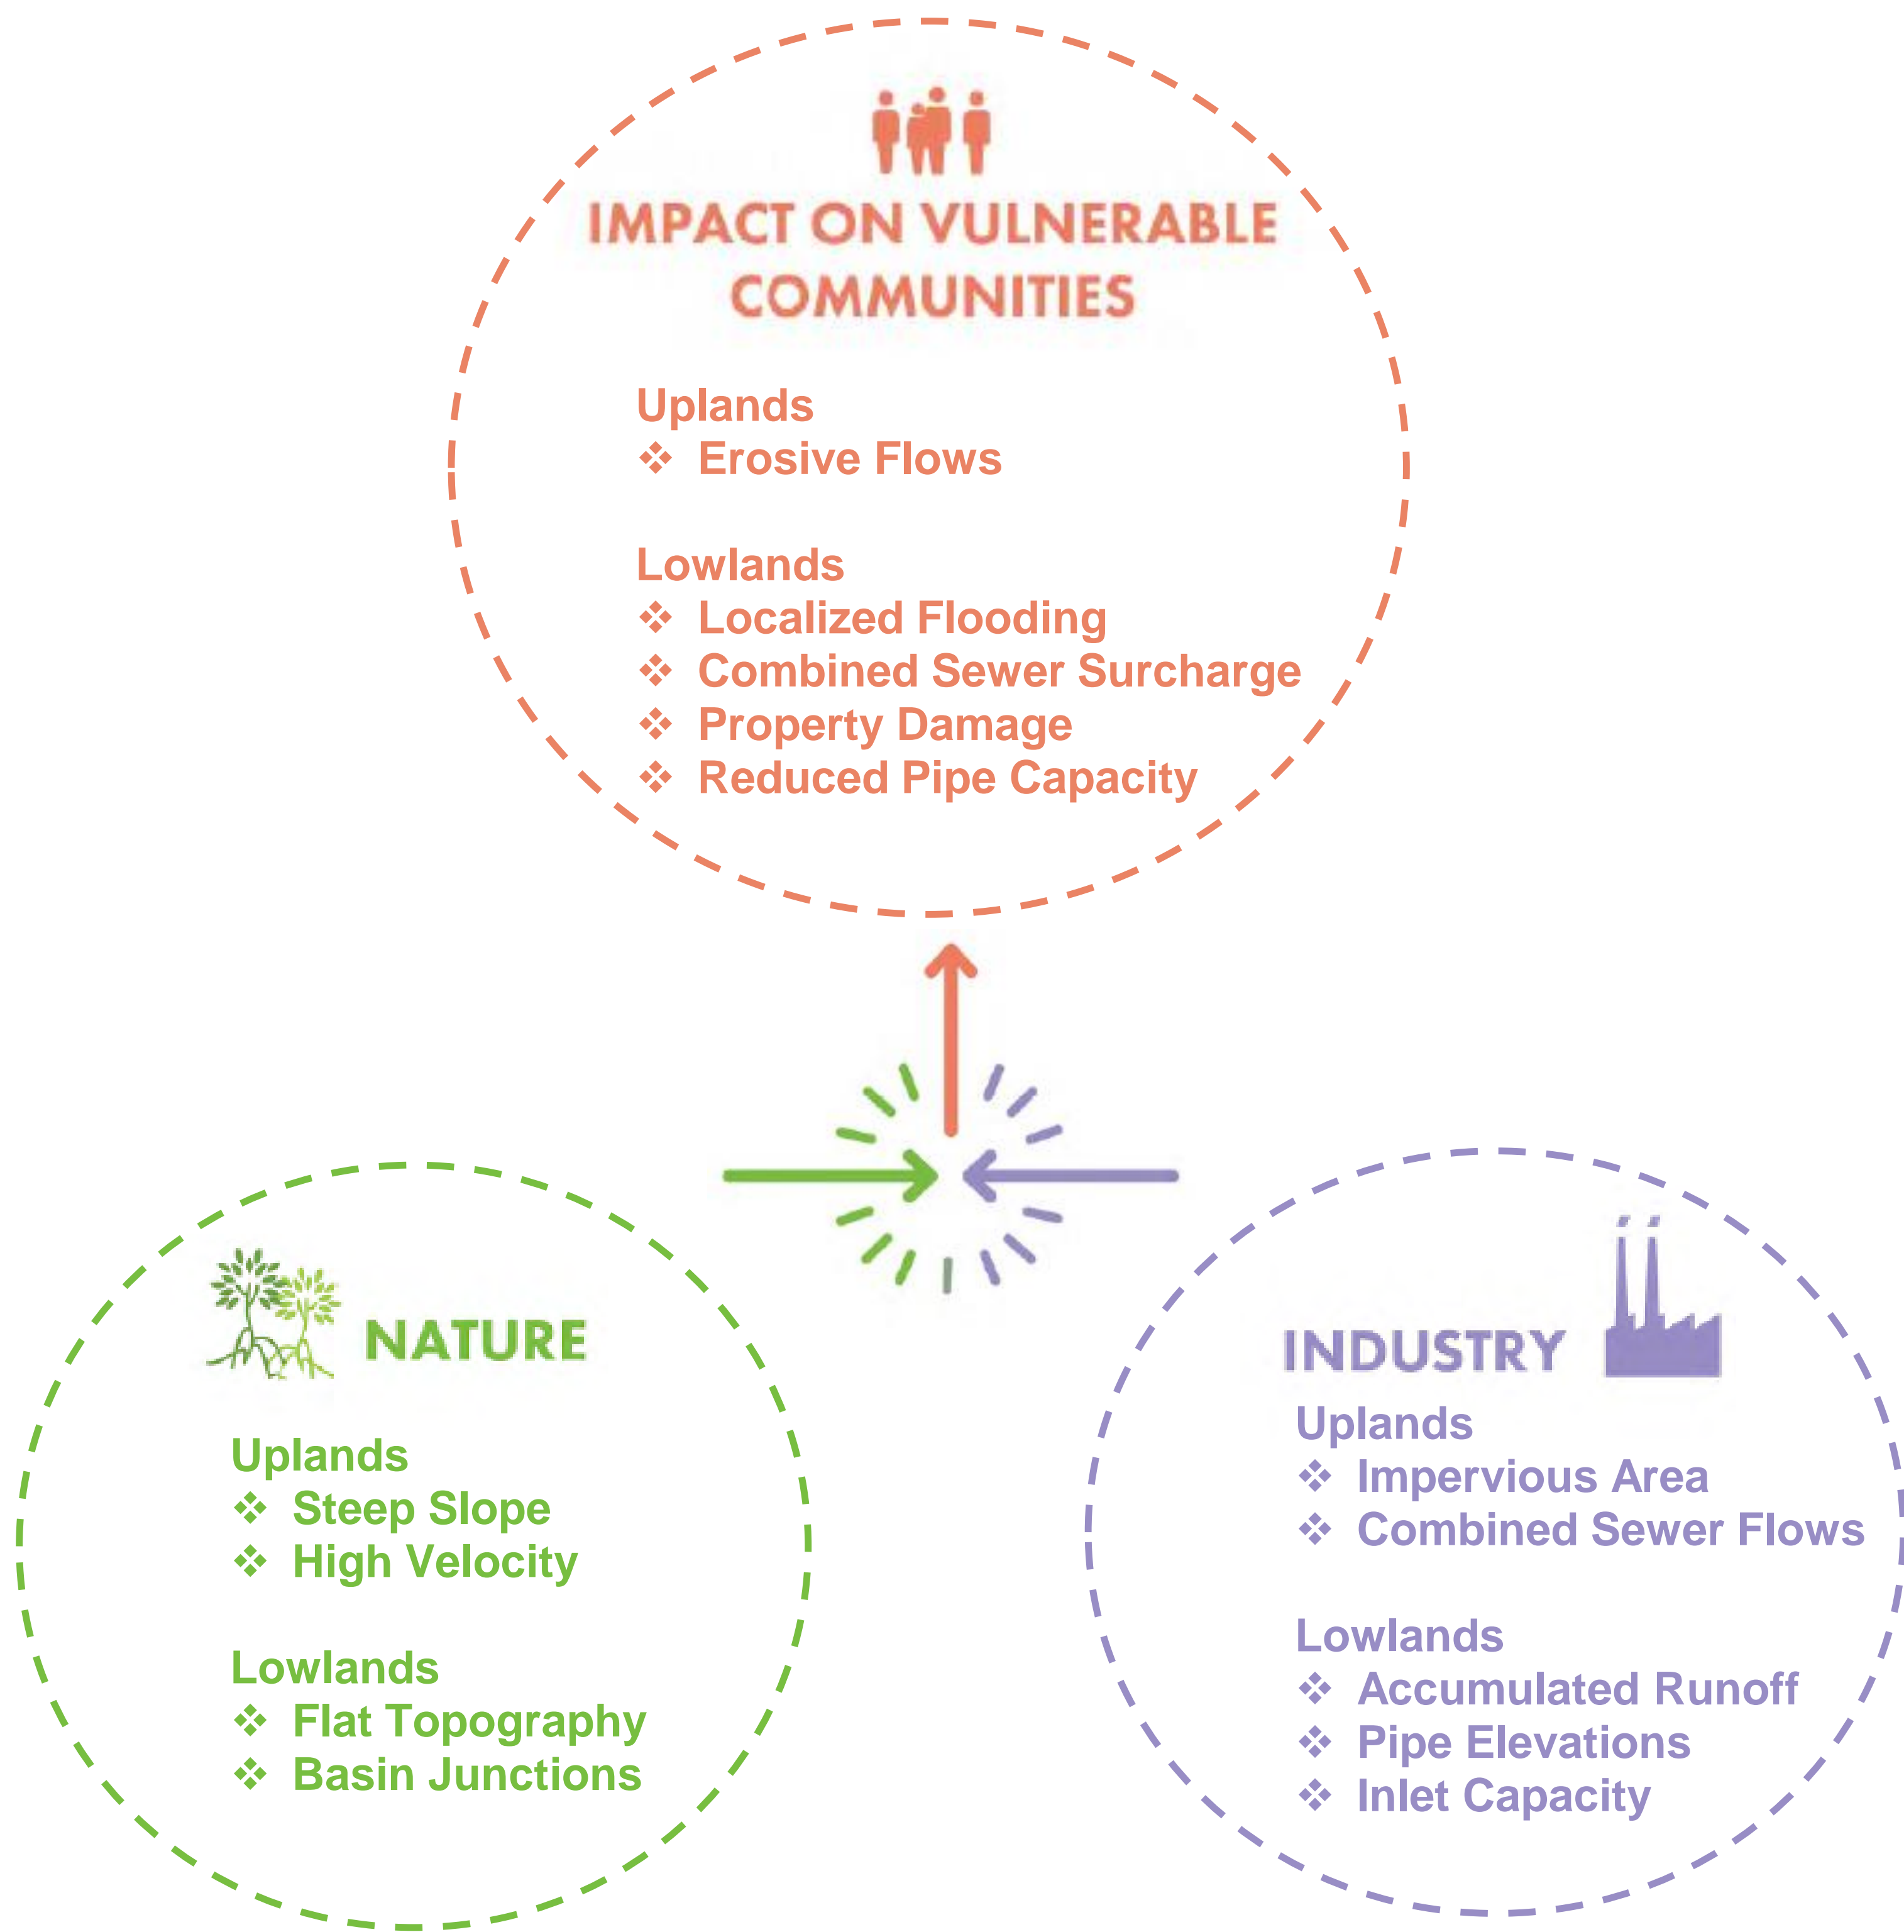 IMPACT ON VULNERABLE
COMMUNITIES
Uplands
❖ Erosive Flows
Lowlands
❖ Localized Flooding
❖ Combined Sewer Surcharge
❖ Property Damage
❖ Reduced Pipe Capacity
NATURE
Uplands
❖ Steep Slope
❖ High Velocity
Lowlands
❖ Flat Topography
❖ Basin Junctions
INDUSTRY
Uplands
❖ Impervious Area
❖ Combined Sewer Flows
Lowlands
❖ Accumulated Runoff
❖ Pipe Elevations
❖ Inlet Capacity